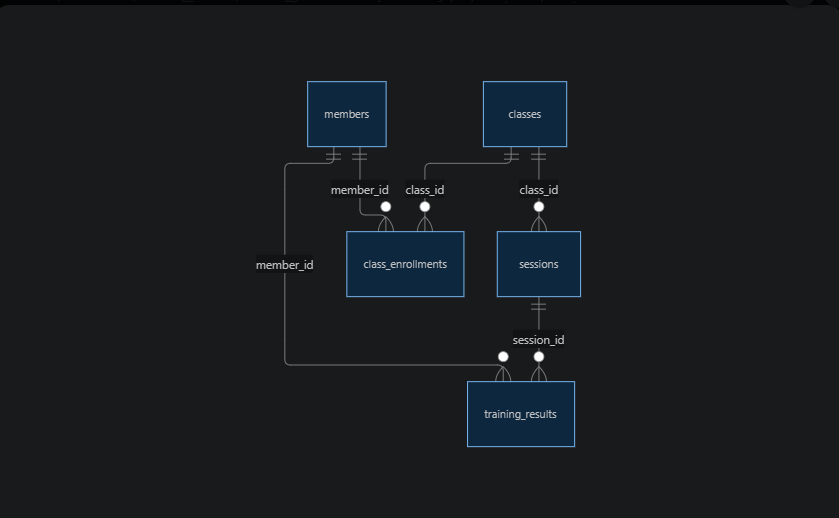 members
classes
member_id
class_id
class_id
class_enrollments
sessions
member_id
session_id
training_results